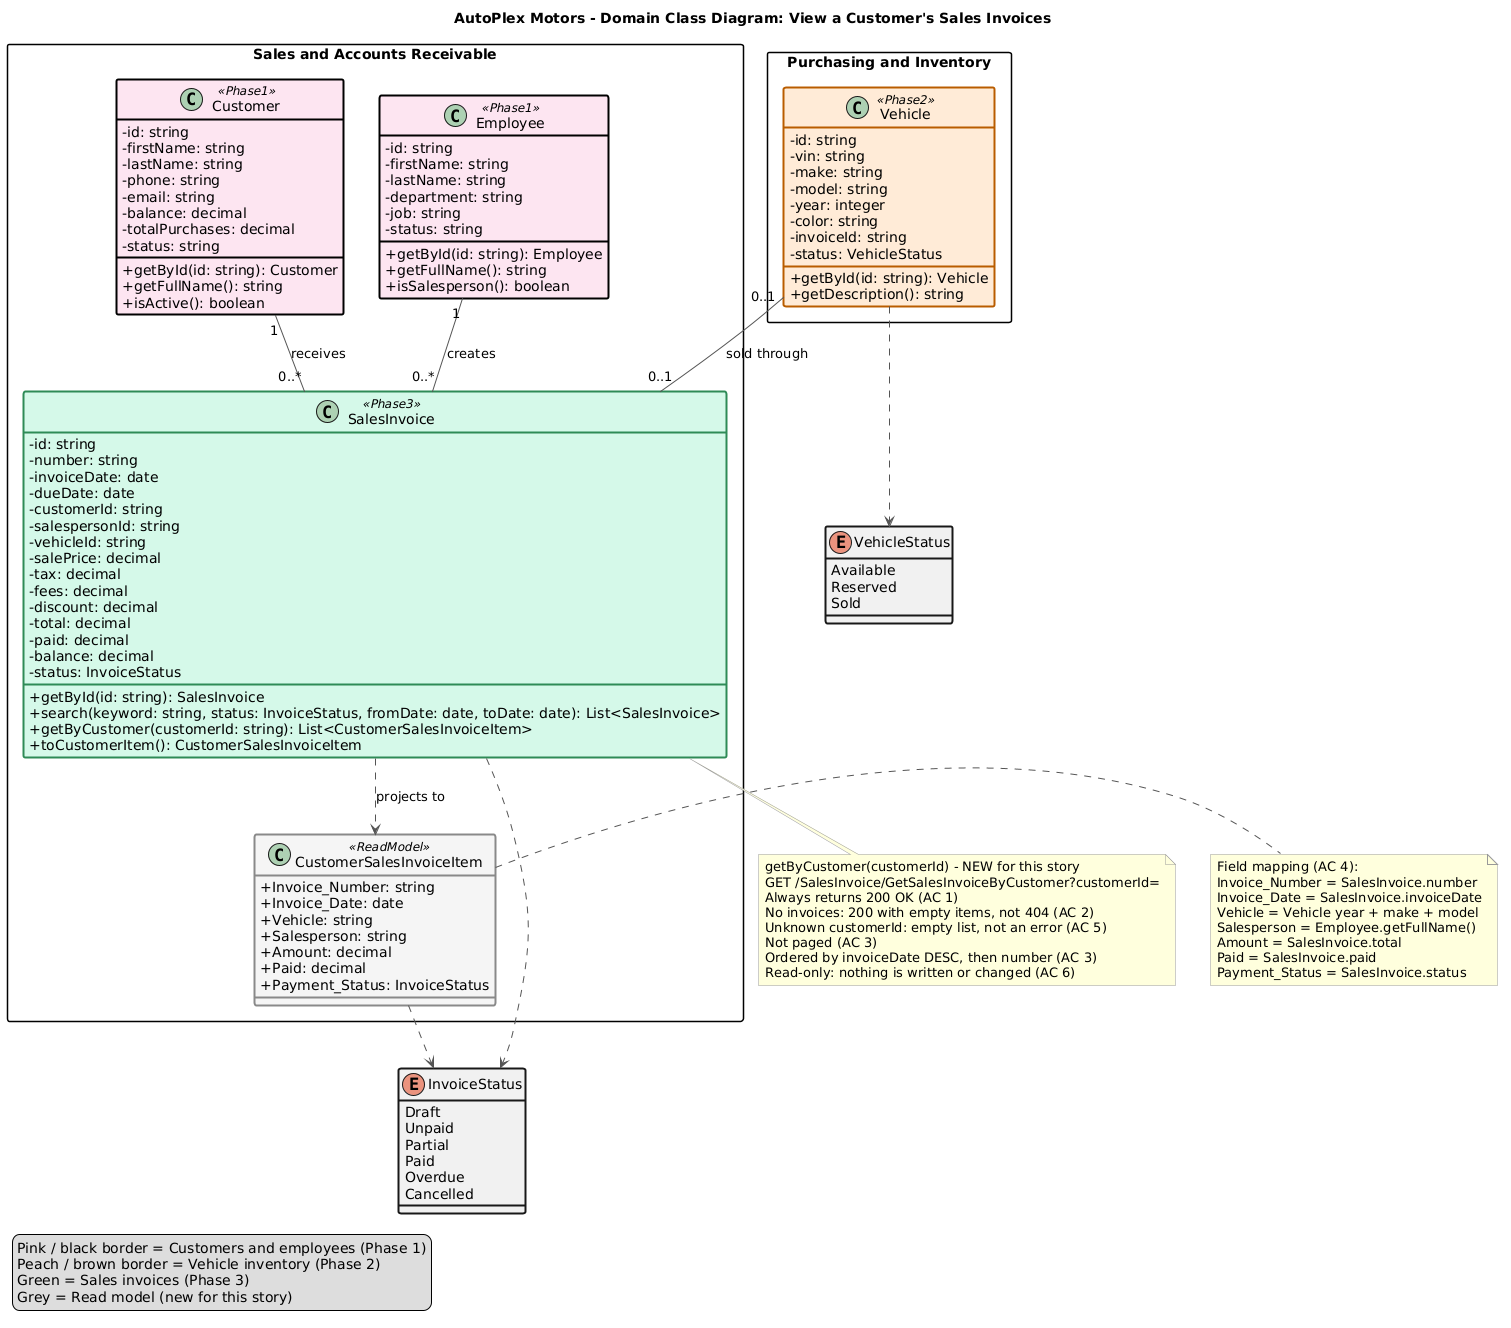 AutoPlex Motors - Domain Class Diagram: View a Customer's Sales Invoices
Sales and Accounts Receivable
C «Phase1»
Customer
-id: string
-firstName: string
-lastName: string
-phone: string
-email: string
-balance: decimal
-totalPurchases: decimal
-status: string
+getById(id: string): Customer
+getFullName(): string
+isActive(): boolean
C «Phase1»
Employee
-id: string
-firstName: string
-lastName: string
-department: string
-job: string
-status: string
+getById(id: string): Employee
+getFullName(): string
+isSalesperson(): boolean
Purchasing and Inventory
C «Phase2»
Vehicle
-id: string
-vin: string
-make: string
-model: string
-year: integer
-color: string
-invoiceId: string
-status: VehicleStatus
+getById(id: string): Vehicle
+getDescription(): string
1
receives
0..*
1
creates
0..*
0..1
sold through
0..1
C «Phase3»
SalesInvoice
-id: string
-number: string
-invoiceDate: date
-dueDate: date
-customerId: string
-salespersonId: string
-vehicleId: string
-salePrice: decimal
-tax: decimal
-fees: decimal
-discount: decimal
-total: decimal
-paid: decimal
-balance: decimal
-status: InvoiceStatus
+getById(id: string): SalesInvoice
+search(keyword: string, status: InvoiceStatus, fromDate: date, toDate: date): List<SalesInvoice>
+getByCustomer(customerId: string): List<CustomerSalesInvoiceItem>
+toCustomerItem(): CustomerSalesInvoiceItem
E VehicleStatus
Available
Reserved
Sold
projects to
C «ReadModel»
CustomerSalesInvoiceItem
+Invoice_Number: string
+Invoice_Date: date
+Vehicle: string
+Salesperson: string
+Amount: decimal
+Paid: decimal
+Payment_Status: InvoiceStatus
getByCustomer(customerId) - NEW for this story
GET /SalesInvoice/GetSalesInvoiceByCustomer?customerId=
Always returns 200 OK (AC 1)
No invoices: 200 with empty items, not 404 (AC 2)
Unknown customerId: empty list, not an error (AC 5)
Not paged (AC 3)
Ordered by invoiceDate DESC, then number (AC 3)
Read-only: nothing is written or changed (AC 6)
Field mapping (AC 4):
Invoice_Number = SalesInvoice.number
Invoice_Date = SalesInvoice.invoiceDate
Vehicle = Vehicle year + make + model
Salesperson = Employee.getFullName()
Amount = SalesInvoice.total
Paid = SalesInvoice.paid
Payment_Status = SalesInvoice.status
E InvoiceStatus
Draft
Unpaid
Partial
Paid
Overdue
Cancelled
Pink / black border = Customers and employees (Phase 1)
Peach / brown border = Vehicle inventory (Phase 2)
Green = Sales invoices (Phase 3)
Grey = Read model (new for this story)